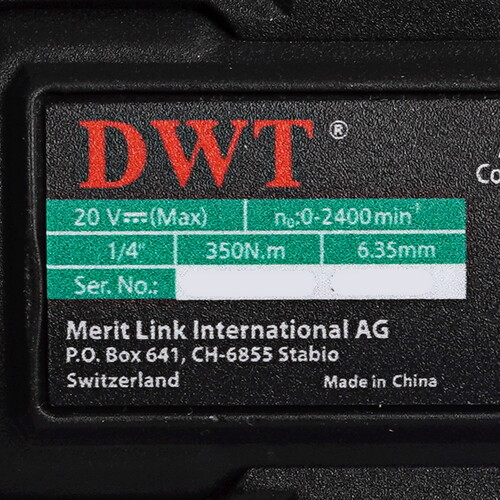 DWT®
20 V⎓(Max) n₀:0-2400min⁻¹
1/4" 350N.m 6.35mm
Ser. No.:
Merit Link International AG
P.O. Box 641, CH-6855 Stabio
Switzerland Made in China